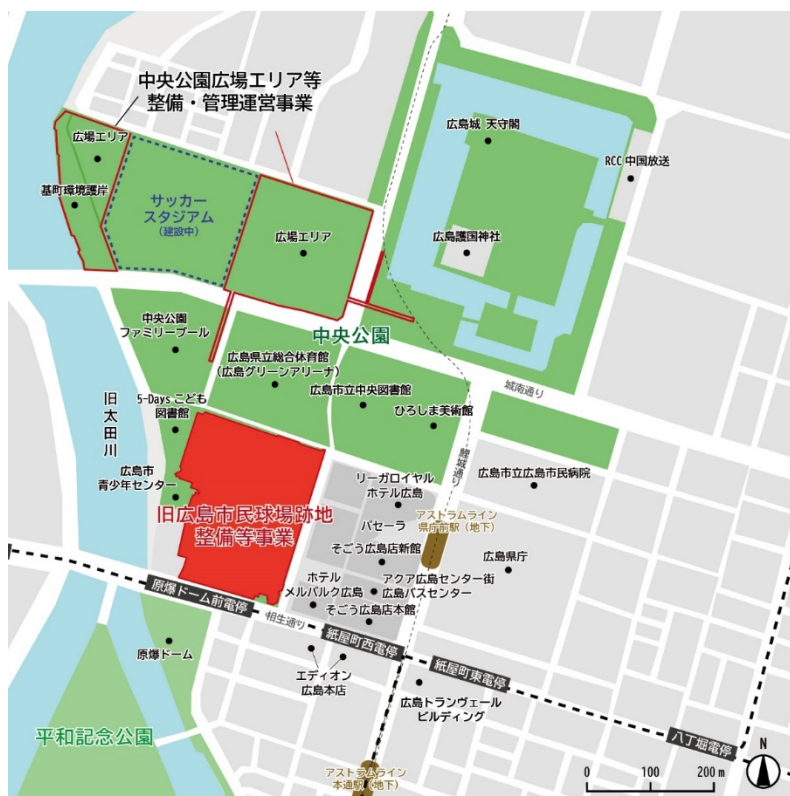 中央公園広場エリア等
整備・管理運営事業
広場エリア
基町環境護岸
サッカー
スタジアム
(建設中)
広場エリア
広島城 天守閣
RCC 中国放送
広島護国神社
中央公園
ファミリープール
中央公園
広島県立総合体育館
(広島グリーンアリーナ)
広島市立中央図書館
ひろしま美術館
城南通り
旧太田川
5-Days こども
図書館
広島市
青少年センター
旧広島市民球場跡地
整備等事業
鯉城通り
リーガロイヤル
ホテル広島
パセーラ
アストラムライン
県庁前駅(地下)
広島市立広島市民病院
そごう広島店新館
広島県庁
アクア広島センター街
広島バスセンター
ホテル
メルパルク広島
そごう広島店本館
原爆ドーム前電停
相生通り
紙屋町西電停
紙屋町東電停
八丁堀電停
原爆ドーム
エディオン
広島本店
広島トランヴェール
ビルディング
平和記念公園
アストラムライン
本通駅(地下)
N
0 100 200 m